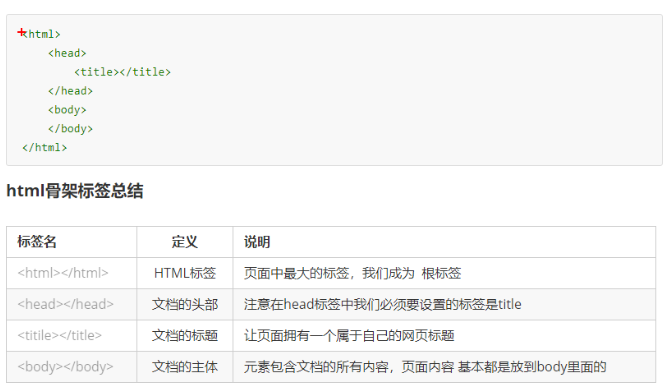 <html>
<head>
<title></title>
</head>
<body>
</body>
</html>
html骨架标签总结
标签名 定义 说明
<html></html> HTML标签 页面中最大的标签，我们成为 根标签
<head></head> 文档的头部 注意在head标签中我们必须要设置的标签是title
<titile></title> 文档的标题 让页面拥有一个属于自己的网页标题
<body></body> 文档的主体 元素包含文档的所有内容，页面内容 基本都是放到body里面的